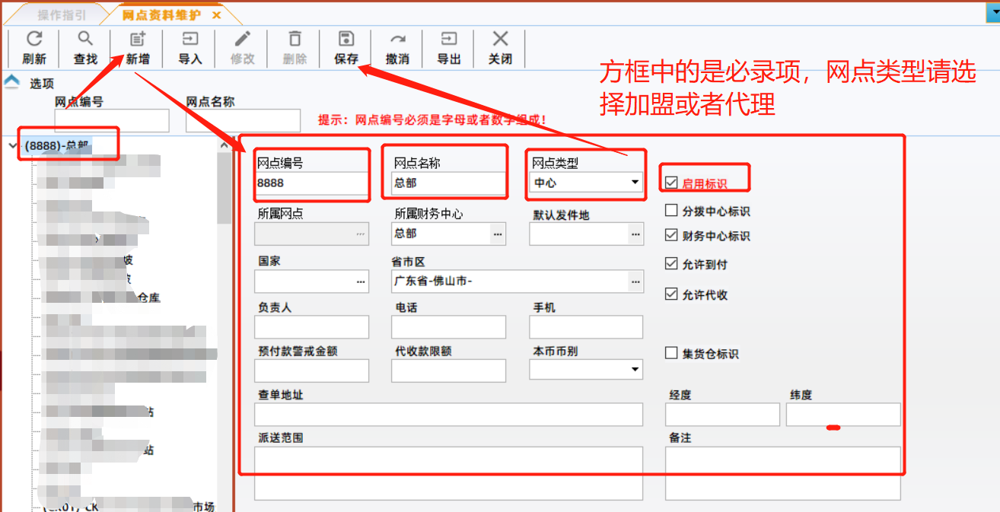 操作指引
网点资料维护
刷新 查找 新增 导入 修改 删除 保存 撤消 导出 关闭
方框中的是必录项，网点类型请选
择加盟或者代理
选项
网点编号 网点名称
提示：网点编号必须是字母或者数字组成！
(8888)-总部
网点编号 网点名称 网点类型
8888 总部 中心
启用标识
所属网点 所属财务中心 默认发件地
分拨中心标识
总部
财务中心标识
国家 省市区
允许到付
广东省-佛山市-
允许代收
仓库
负责人 电话 手机
预付款警戒金额 代收款限额 本币币别
集货仓标识
查单地址 经度 纬度
站
派送范围 备注
站
市场